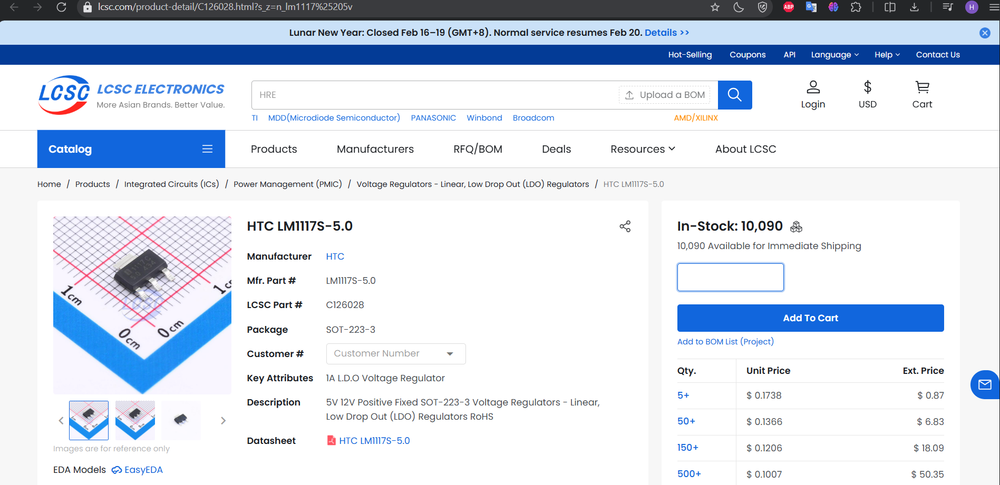 lcsc.com/product-detail/C126028.html?s_z=n_lm1117%25205v
ABP
H
Lunar New Year: Closed Feb 16–19 (GMT+8). Normal service resumes Feb 20. Details >>
Hot-Selling Coupons API Language Help Contact Us
LCSC LCSC ELECTRONICS
More Asian Brands. Better Value.
HRE Upload a BOM
Login USD Cart
TI MDD(Microdiode Semiconductor) PANASONIC Winbond Broadcom AMD/XILINX
Catalog Products Manufacturers RFQ/BOM Deals Resources About LCSC
Home / Products / Integrated Circuits (ICs) / Power Management (PMIC) / Voltage Regulators - Linear, Low Drop Out (LDO) Regulators / HTC LM1117S-5.0
1117C
5.0 434
1cm
1c
0cm
0cm
Images are for reference only
EDA Models EasyEDA
HTC LM1117S-5.0
Manufacturer HTC
Mfr. Part # LM1117S-5.0
LCSC Part # C126028
Package SOT-223-3
Customer # Customer Number
Key Attributes 1A L.D.O Voltage Regulator
Description 5V 12V Positive Fixed SOT-223-3 Voltage Regulators - Linear,
Low Drop Out (LDO) Regulators RoHS
Datasheet HTC LM1117S-5.0
In-Stock: 10,090
10,090 Available for Immediate Shipping
Add To Cart
Add to BOM List (Project)
Qty. Unit Price Ext. Price
5+ $ 0.1738 $ 0.87
50+ $ 0.1366 $ 6.83
150+ $ 0.1206 $ 18.09
500+ $ 0.1007 $ 50.35